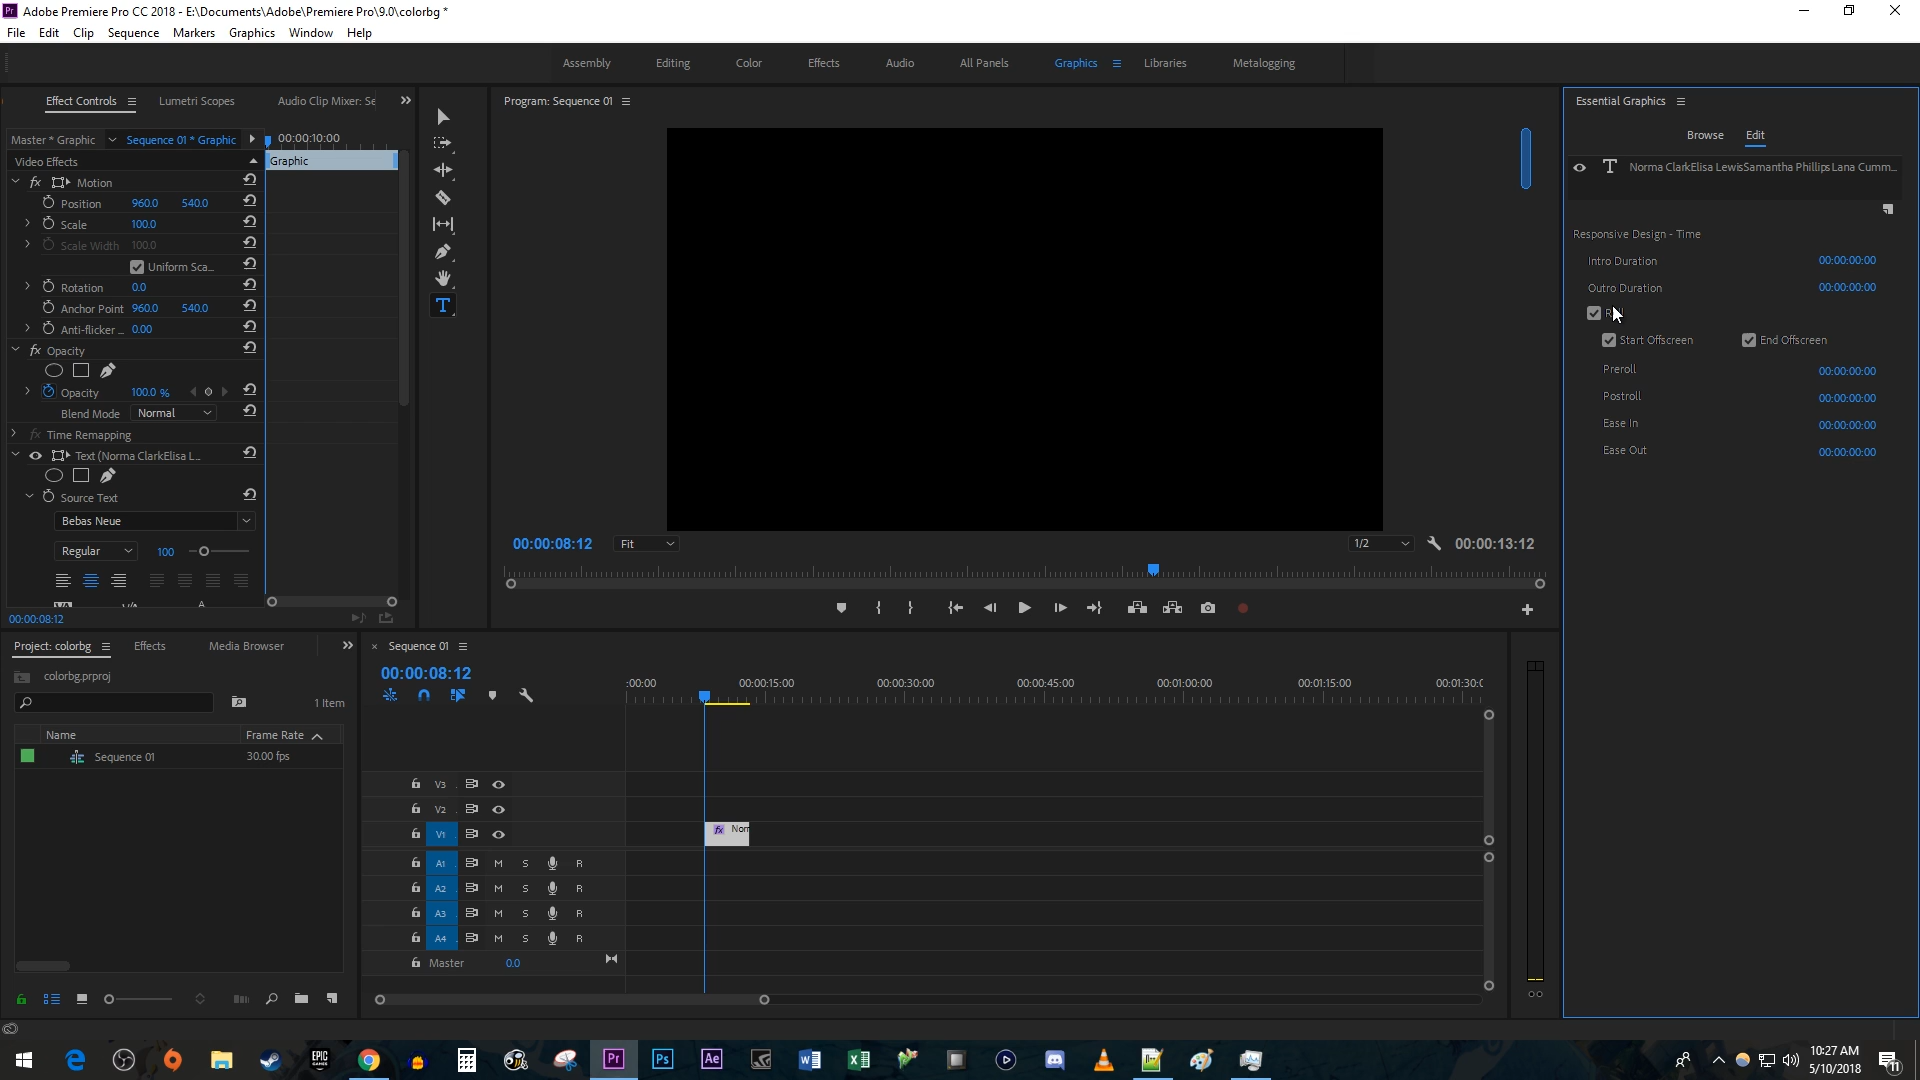 Adobe Premiere Pro CC 2018 - E:\Documents\Adobe\Premiere Pro\9.0\colorbg *
File Edit Clip Sequence Markers Graphics Window Help
Assembly Editing Color Effects Audio All Panels Graphics Libraries Metalogging
Effect Controls Lumetri Scopes Audio Clip Mixer: Se
Master * Graphic Sequence 01 * Graphic 00:00:10:00
Video Effects Graphic
fx Motion
Position 960.0 540.0
Scale 100.0
Scale Width 100.0
Uniform Sca...
Rotation 0.0
Anchor Point 960.0 540.0
Anti-flicker ... 0.00
fx Opacity
Opacity 100.0 %
Blend Mode Normal
fx Time Remapping
Text (Norma ClarkElisa L...
Source Text
Bebas Neue
Regular 100
00:00:08:12
Program: Sequence 01
00:00:08:12 Fit 1/2 00:00:13:12
Essential Graphics
Browse Edit
T Norma ClarkElisa LewisSamantha Phillips Lana Cumm...
Responsive Design - Time
Intro Duration 00:00:00:00
Outro Duration 00:00:00:00
Start Offscreen End Offscreen
Preroll 00:00:00:00
Postroll 00:00:00:00
Ease In 00:00:00:00
Ease Out 00:00:00:00
Project: colorbg Effects Media Browser
colorbg.prproj
1 Item
Name Frame Rate
Sequence 01 30.00 fps
Sequence 01
00:00:08:12
:00:00 00:00:15:00 00:00:30:00 00:00:45:00 00:01:00:00 00:01:15:00 00:01:30:0
V3
V2
V1 fx Norm
A1 M S R
A2 M S R
A3 M S R
A4 M S R
Master 0.0
EPIC GAMES Pr Ps Ae
10:27 AM
5/10/2018
11